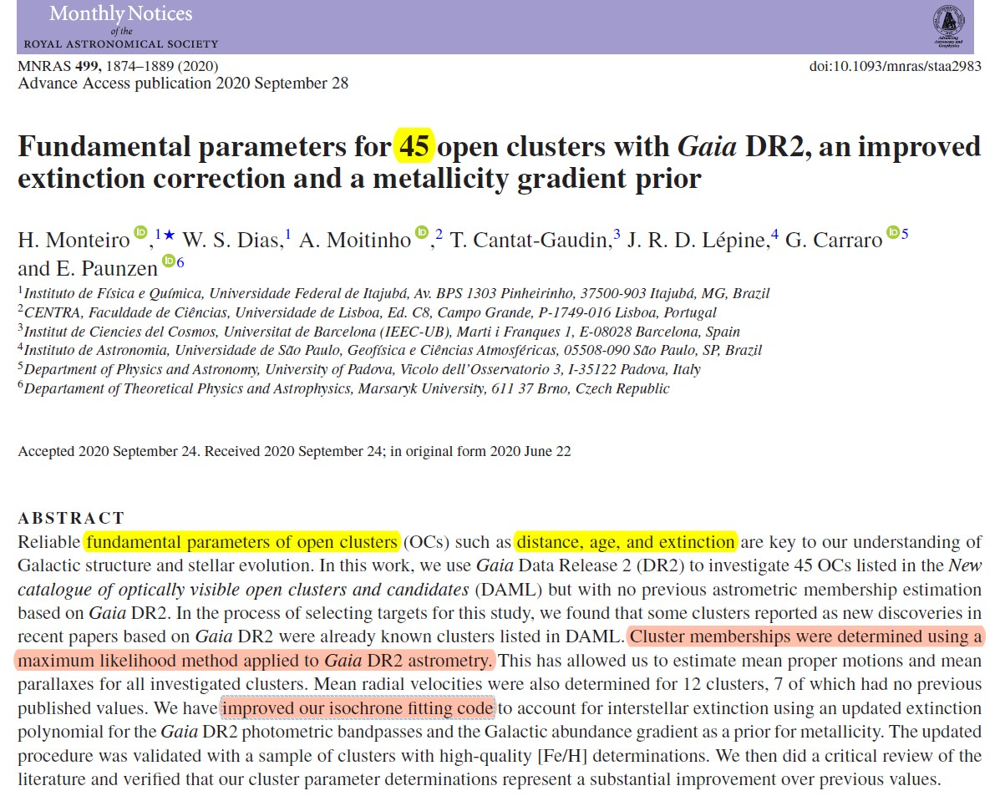 Monthly Notices
of the
ROYAL ASTRONOMICAL SOCIETY
Advancing
Astronomy and
Geophysics
MNRAS 499, 1874–1889 (2020)
doi:10.1093/mnras/staa2983
Advance Access publication 2020 September 28
Fundamental parameters for 45 open clusters with Gaia DR2, an improved
extinction correction and a metallicity gradient prior
H. Monteiro iD,1★ W. S. Dias,1 A. Moitinho iD,2 T. Cantat-Gaudin,3 J. R. D. Lépine,4 G. Carraro iD5
and E. Paunzen iD6
1Instituto de Física e Química, Universidade Federal de Itajubá, Av. BPS 1303 Pinheirinho, 37500-903 Itajubá, MG, Brazil
2CENTRA, Faculdade de Ciências, Universidade de Lisboa, Ed. C8, Campo Grande, P-1749-016 Lisboa, Portugal
3Institut de Ciencies del Cosmos, Universitat de Barcelona (IEEC-UB), Marti i Franques 1, E-08028 Barcelona, Spain
4Instituto de Astronomia, Universidade de São Paulo, Geofísica e Ciências Atmosféricas, 05508-090 São Paulo, SP, Brazil
5Department of Physics and Astronomy, University of Padova, Vicolo dell'Osservatorio 3, I-35122 Padova, Italy
6Departament of Theoretical Physics and Astrophysics, Marsaryk University, 611 37 Brno, Czech Republic
Accepted 2020 September 24. Received 2020 September 24; in original form 2020 June 22
ABSTRACT
Reliable fundamental parameters of open clusters (OCs) such as distance, age, and extinction are key to our understanding of
Galactic structure and stellar evolution. In this work, we use Gaia Data Release 2 (DR2) to investigate 45 OCs listed in the New
catalogue of optically visible open clusters and candidates (DAML) but with no previous astrometric membership estimation
based on Gaia DR2. In the process of selecting targets for this study, we found that some clusters reported as new discoveries in
recent papers based on Gaia DR2 were already known clusters listed in DAML. Cluster memberships were determined using a
maximum likelihood method applied to Gaia DR2 astrometry. This has allowed us to estimate mean proper motions and mean
parallaxes for all investigated clusters. Mean radial velocities were also determined for 12 clusters, 7 of which had no previous
published values. We have improved our isochrone fitting code to account for interstellar extinction using an updated extinction
polynomial for the Gaia DR2 photometric bandpasses and the Galactic abundance gradient as a prior for metallicity. The updated
procedure was validated with a sample of clusters with high-quality [Fe/H] determinations. We then did a critical review of the
literature and verified that our cluster parameter determinations represent a substantial improvement over previous values.